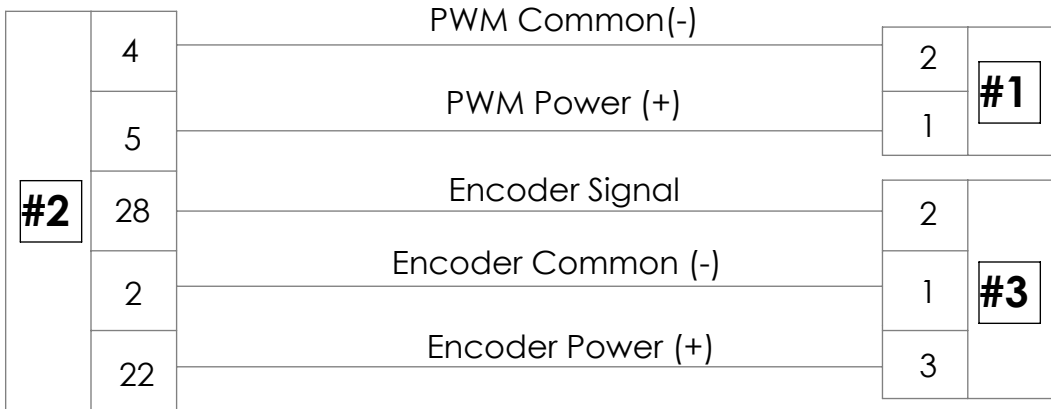 PWM Common(-)
4
2
#1
PWM Power (+)
5
1
Encoder Signal
#2
28
2
Encoder Common (-)
2
1
#3
Encoder Power (+)
22
3